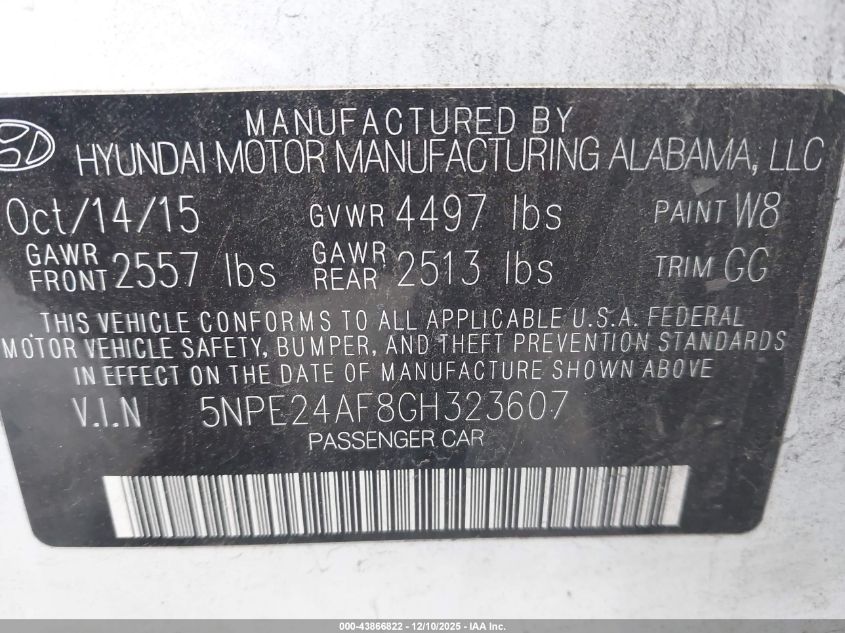 MANUFACTURED BY
HYUNDAI MOTOR MANUFACTURING ALABAMA, LLC
Oct/14/15 GVWR 4497 lbs PAINT W8
GAWR FRONT 2557 lbs GAWR REAR 2513 lbs TRIM GG
THIS VEHICLE CONFORMS TO ALL APPLICABLE U.S.A. FEDERAL
MOTOR VEHICLE SAFETY, BUMPER, AND THEFT PREVENTION STANDARDS
IN EFFECT ON THE DATE OF MANUFACTURE SHOWN ABOVE
V.I.N 5NPE24AF8GH323607
PASSENGER CAR
000-43866822 - 12/10/2025 - IAA Inc.